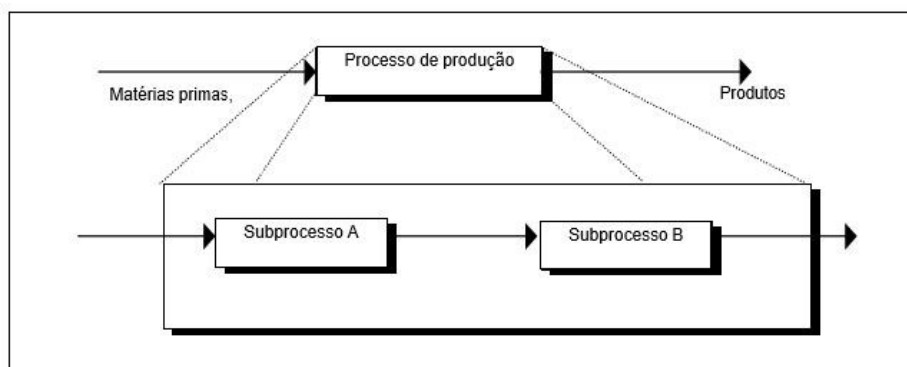 Processo de produção
Matérias primas,
Produtos
Subprocesso A
Subprocesso B